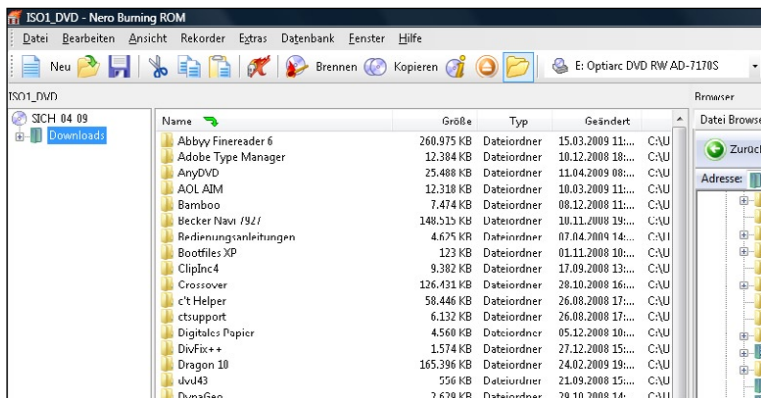 ISO1_DVD - Nero Burning ROM
Datei Bearbeiten Ansicht Rekorder Extras Datenbank Fenster Hilfe
Neu Brennen Kopieren E: Optiarc DVD RW AD-7170S
ISO1_DVD Browser
SICH 04 09 Name Größe Typ Geändert Datei Browse
Downloads
Abbyy Finereader 6 260.975 KB Dateiordner 15.03.2009 11:... C:\U
Zurück
Adobe Type Manager 12.384 KB Dateiordner 10.12.2008 18:... C:\U
AnyDVD 25.488 KB Dateiordner 11.04.2009 08:... C:\U
Adresse:
AOL AIM 12.318 KB Dateiordner 10.03.2009 11:... C:\U
Bamboo 7.474 KB Dateiordner 08.12.2008 11:... C:\U
Becker Navi 7927 148.515 KB Dateiordner 10.11.2008 19:... C:\U
Bedienungsanleitungen 4.625 KB Dateiordner 07.04.2009 14:... C:\U
Bootfiles XP 123 KB Dateiordner 01.11.2008 10:... C:\U
ClipInc4 9.382 KB Dateiordner 17.09.2008 13:... C:\U
Crossover 126.431 KB Dateiordner 28.10.2008 16:... C:\U
c't Helper 58.446 KB Dateiordner 26.08.2008 17:... C:\U
ctsupport 6.132 KB Dateiordner 26.08.2008 17:... C:\U
Digitales Papier 4.560 KB Dateiordner 05.12.2008 10:... C:\U
DivFix++ 1.574 KB Dateiordner 27.12.2008 15:... C:\U
Dragon 10 165.396 KB Dateiordner 24.02.2009 19:... C:\U
dvd43 556 KB Dateiordner 21.09.2008 15:... C:\U
DynaGeo 2.629 KB Dateiordner 29.10.2008 14:... C:\U